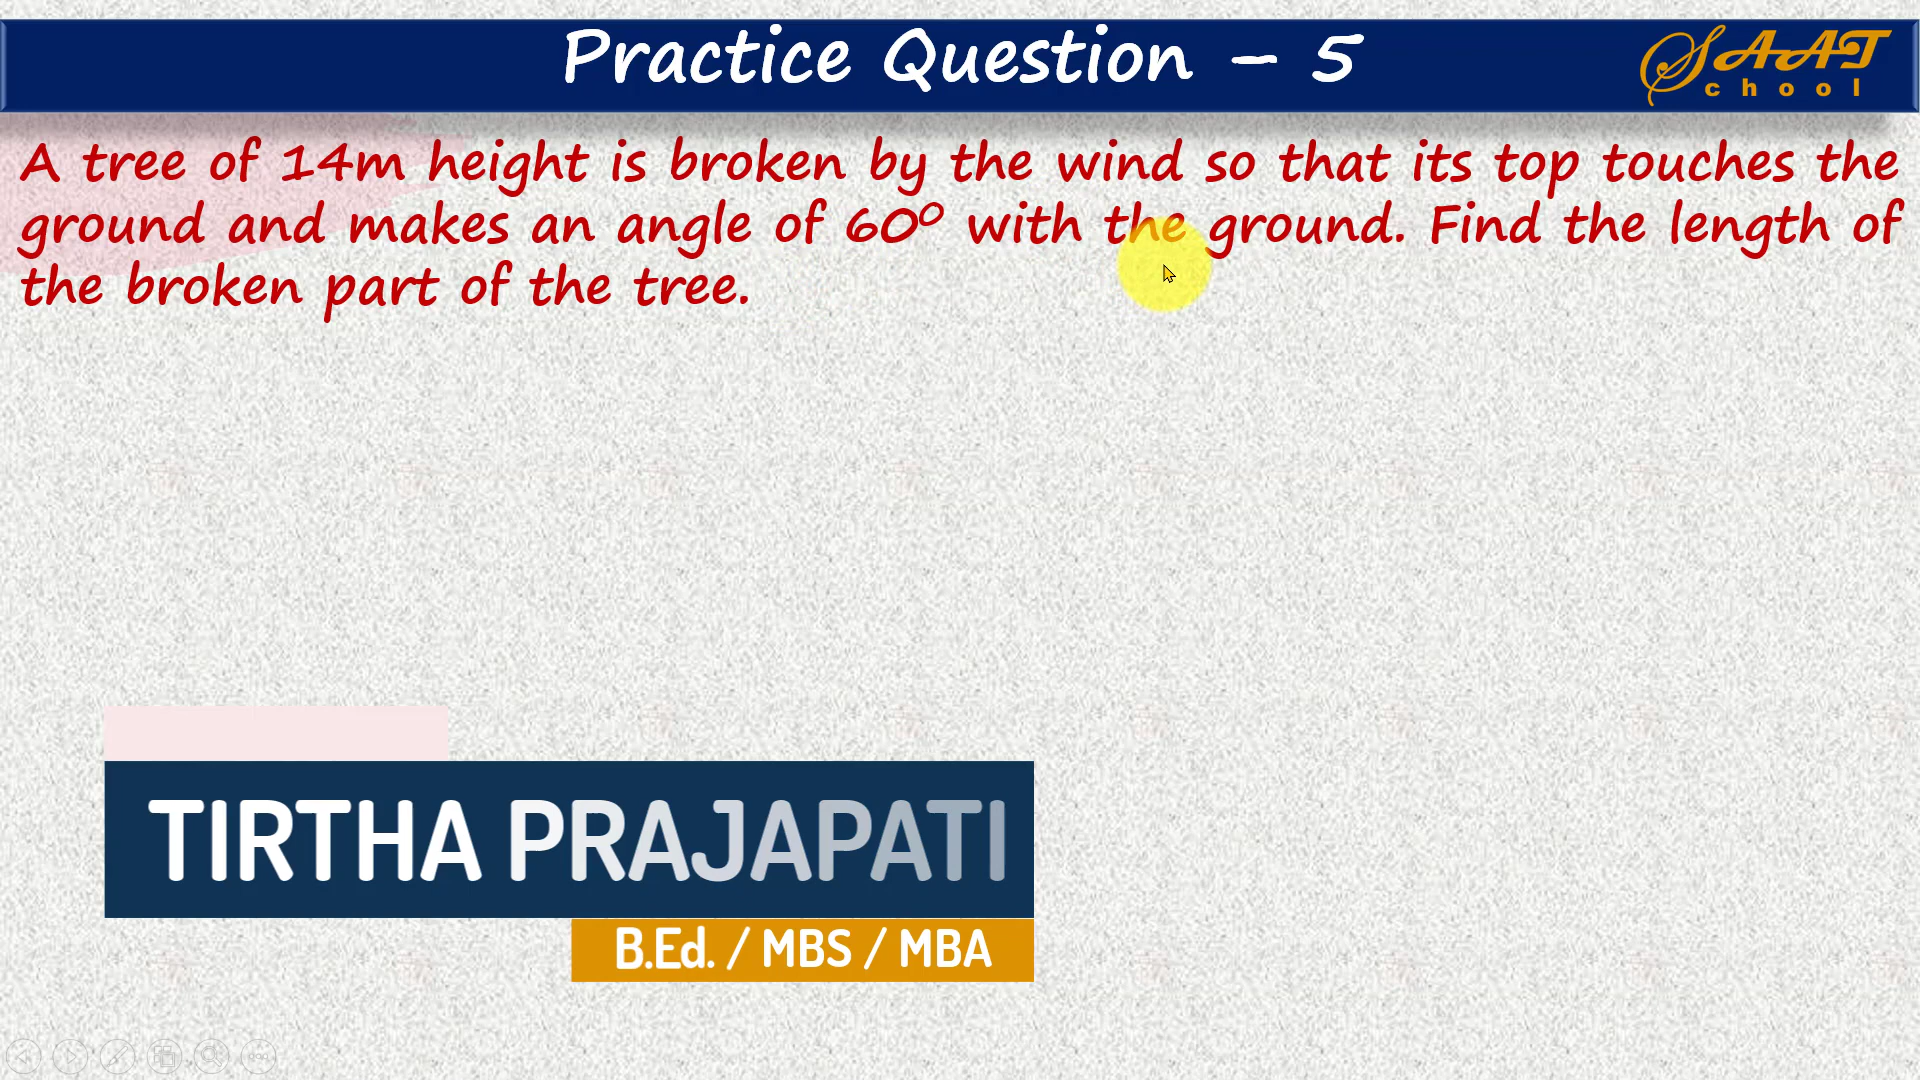 Practice Question – 5
SAAT
chool
A tree of 14m height is broken by the wind so that its top touches the
ground and makes an angle of 60⁰ with the ground. Find the length of
the broken part of the tree.
TIRTHA PRAJAPATI
B.Ed. / MBS / MBA